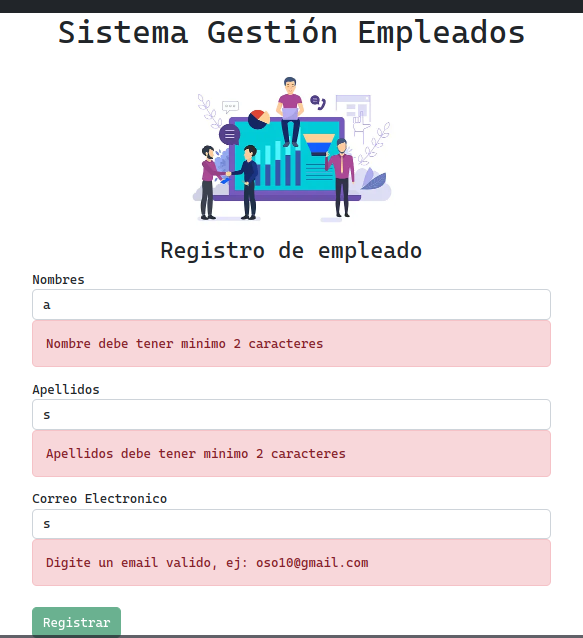 Sistema Gestión Empleados
Registro de empleado
Nombres
a
Nombre debe tener minimo 2 caracteres
Apellidos
s
Apellidos debe tener minimo 2 caracteres
Correo Electronico
s
Digite un email valido, ej: oso10@gmail.com
Registrar